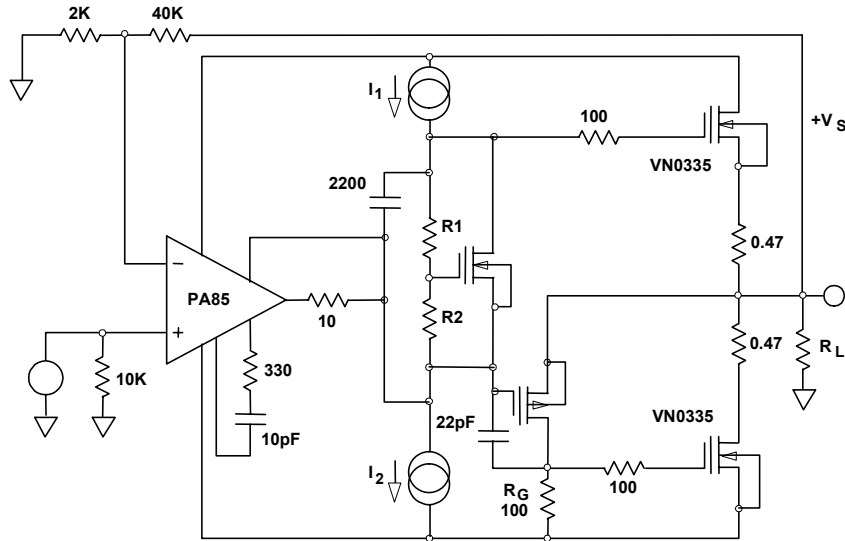 2K
40K
I1
100
+VS
VN0335
2200
R1
0.47
−
PA85
+
10
R2
0.47
RL
10K
330
10pF
22pF
VN0335
I2
RG
100
100